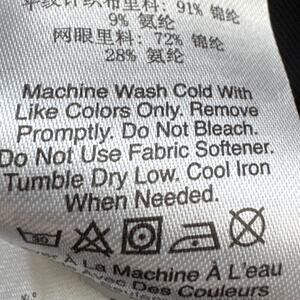 平纹针织布里料: 91% 锦纶
9% 氨纶
网眼里料: 72% 锦纶
28% 氨纶
Machine Wash Cold With
Like Colors Only. Remove
Promptly. Do Not Bleach.
Do Not Use Fabric Softener.
Tumble Dry Low. Cool Iron
When Needed.
À La Machine À L'eau
Avec Des Couleurs